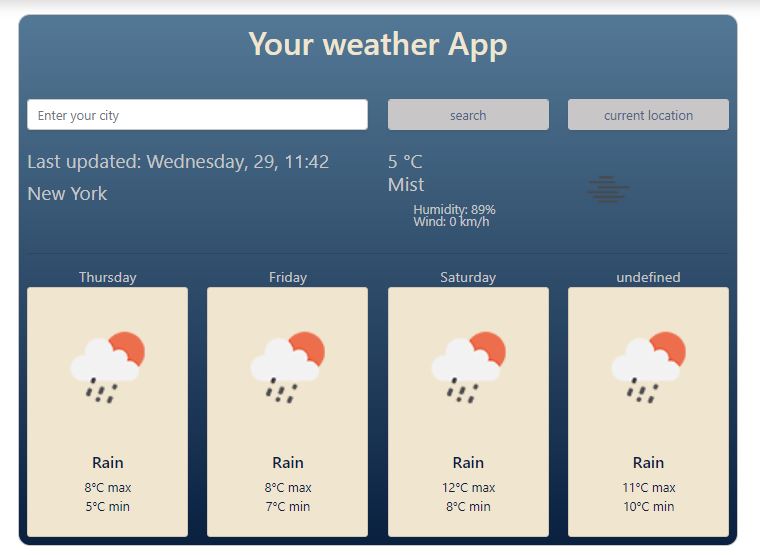 Your weather App
Enter your city
search
current location
Last updated: Wednesday, 29, 11:42
New York
5 °C
Mist
Humidity: 89%
Wind: 0 km/h
Thursday
Friday
Saturday
undefined
Rain
8°C max
5°C min
Rain
8°C max
7°C min
Rain
12°C max
8°C min
Rain
11°C max
10°C min